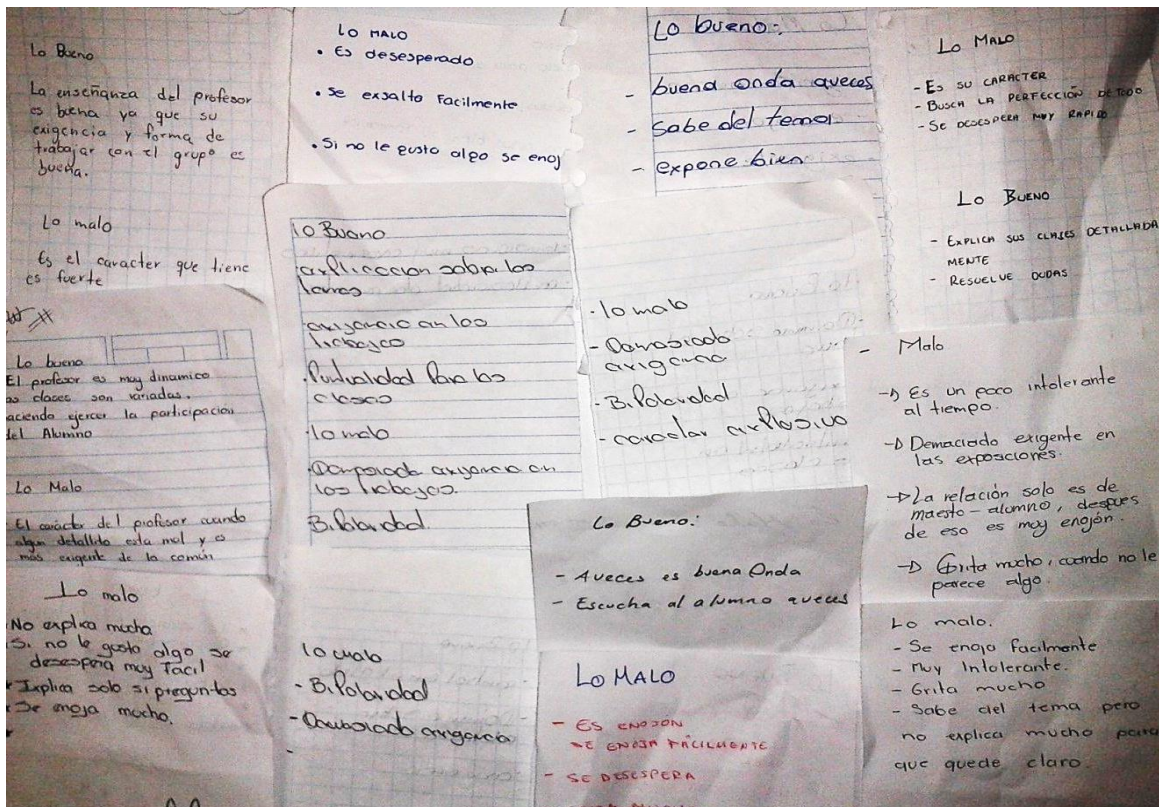 Lo Bueno
La enseñanza del profesor
es buena ya que su
exigencia y forma de
trabajar con el grupo es
buena.
Lo malo
Es el caracter que tiene
es fuerte
Lo MALO
• Es desesperado
• se exsalto Facilmente
• Si no le gusto algo se enoj
Lo bueno:
- buena onda aveces
- Sabe del tema
- expone bien
Lo MALO
- ES SU CARACTER
- BUSCA LA PERFECCIÓN DE TODO
- SE DESESPERA MUY RAPIDO
Lo BUENO
- EXPLICA SUS CLASES DETALLADA
MENTE
- RESUELVE DUDAS
lo Bueno
explicacion sobre los
temas
exigencia en los
trabajos
Puntualidad Para las
clases
lo malo
exigencia en
los trabajos.
Bipolaridad
- lo malo
- Demasiado
exigencia
- Bipolaridad
- caracter explosivo
- Malo
→ Es un poco intolerante
al tiempo.
→ Demaciado exigente en
las exposiciones.
→ La relación solo es de
maesto-alumno, despues
de eso es muy enojón.
→ Grita mucho, cuando no le
parece algo.
Lo bueno
El profesor es muy dinamico
as clases son variadas.
aciendo ejercer la participación
del Alumno
Lo Malo
El carácter del profesor cuando
algun detallito esta mal y es
más exigente de lo común
Lo Bueno:
- Aveces es buena Onda
- Escucha al alumno aveces
Lo malo
No explica mucho
Si no le gusto algo se
desespera muy Facil
Explica solo si preguntas
Se enoja mucho.
lo malo
- Bipolaridad
- Demasiado exigencia
Lo MALO
- ES ENOJON
SE ENOJA FÁCILMENTE
- SE DESESPERA
Lo malo.
- Se enoja facilmente
- Muy Intolerante.
- Grita mucho
- Sabe del tema pero
no explica mucho para
que quede claro.